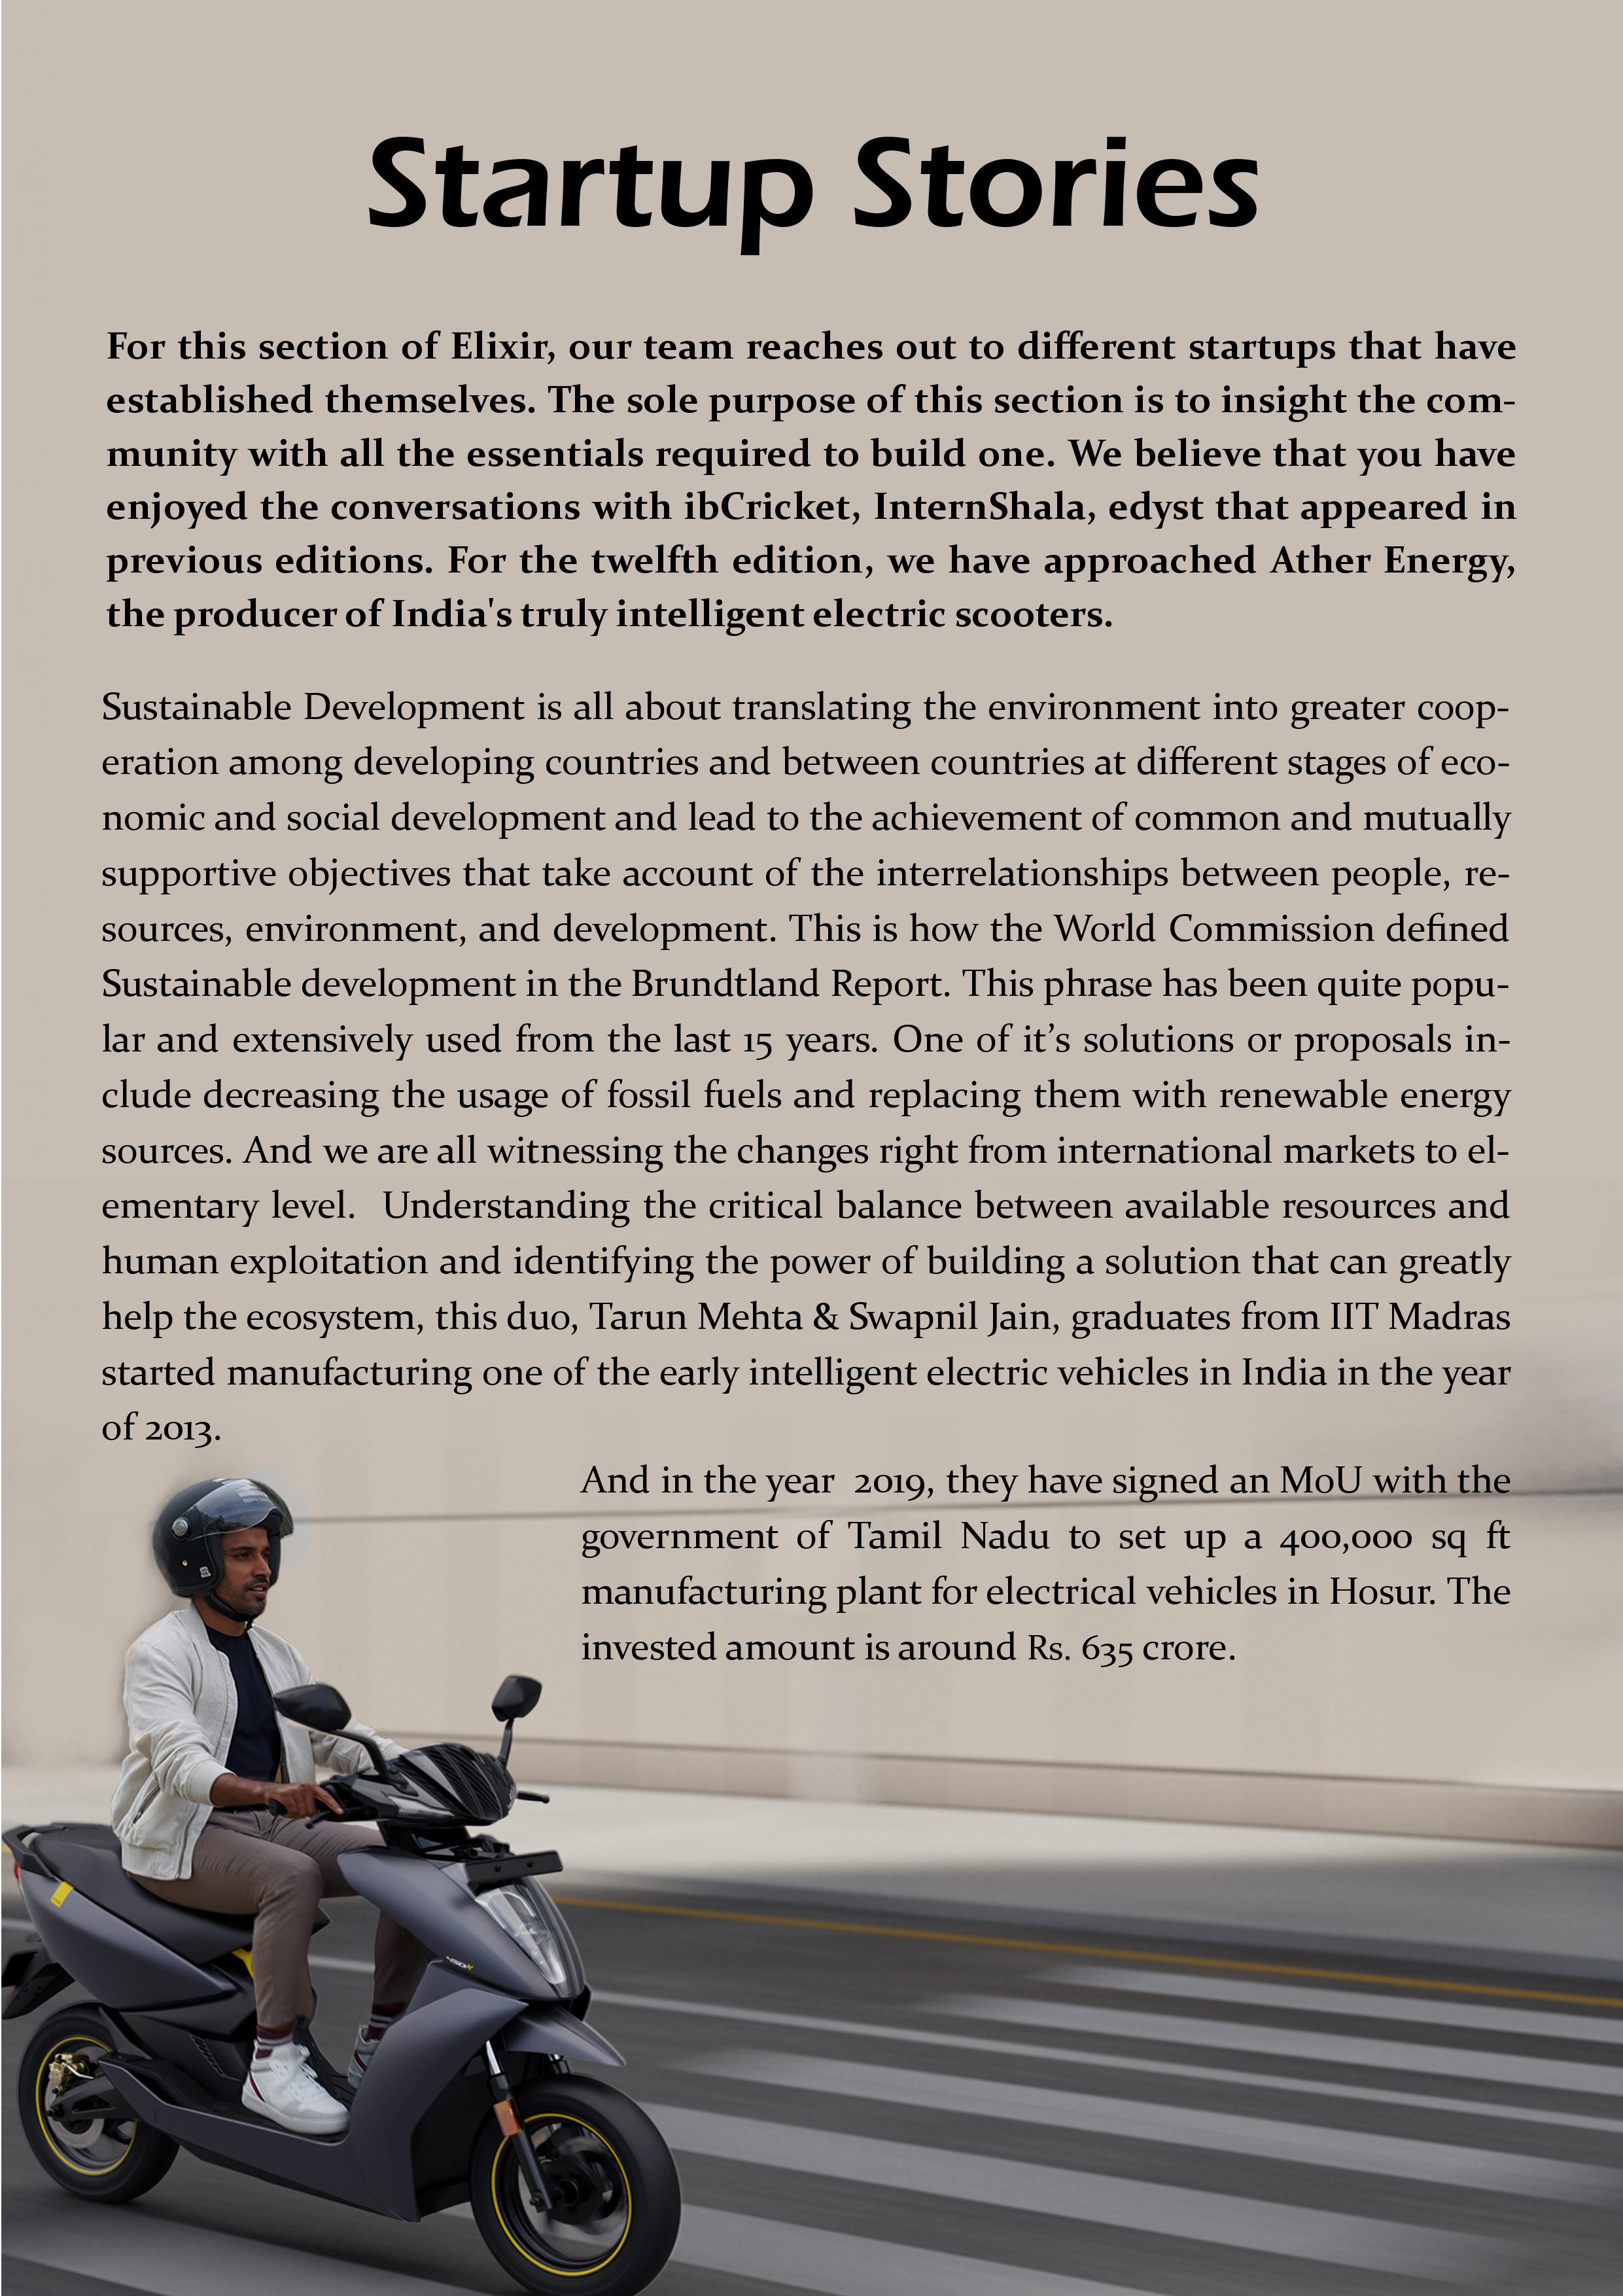 Startup Stories
For this section of Elixir, our team reaches out to different startups that have
established themselves. The sole purpose of this section is to insight the com-
munity with all the essentials required to build one. We believe that you have
enjoyed the conversations with ibCricket, InternShala, edyst that appeared in
previous editions. For the twelfth edition, we have approached Ather Energy,
the producer of India's truly intelligent electric scooters.
Sustainable Development is all about translating the environment into greater coop-
eration among developing countries and between countries at different stages of eco-
nomic and social development and lead to the achievement of common and mutually
supportive objectives that take account of the interrelationships between people, re-
sources, environment, and development. This is how the World Commission defined
Sustainable development in the Brundtland Report. This phrase has been quite popu-
lar and extensively used from the last 15 years. One of it’s solutions or proposals in-
clude decreasing the usage of fossil fuels and replacing them with renewable energy
sources. And we are all witnessing the changes right from international markets to el-
ementary level.  Understanding the critical balance between available resources and
human exploitation and identifying the power of building a solution that can greatly
help the ecosystem, this duo, Tarun Mehta & Swapnil Jain, graduates from IIT Madras
started manufacturing one of the early intelligent electric vehicles in India in the year
of 2013.
And in the year  2019, they have signed an MoU with the
government of Tamil Nadu to set up a 400,000 sq ft
manufacturing plant for electrical vehicles in Hosur. The
invested amount is around Rs. 635 crore.